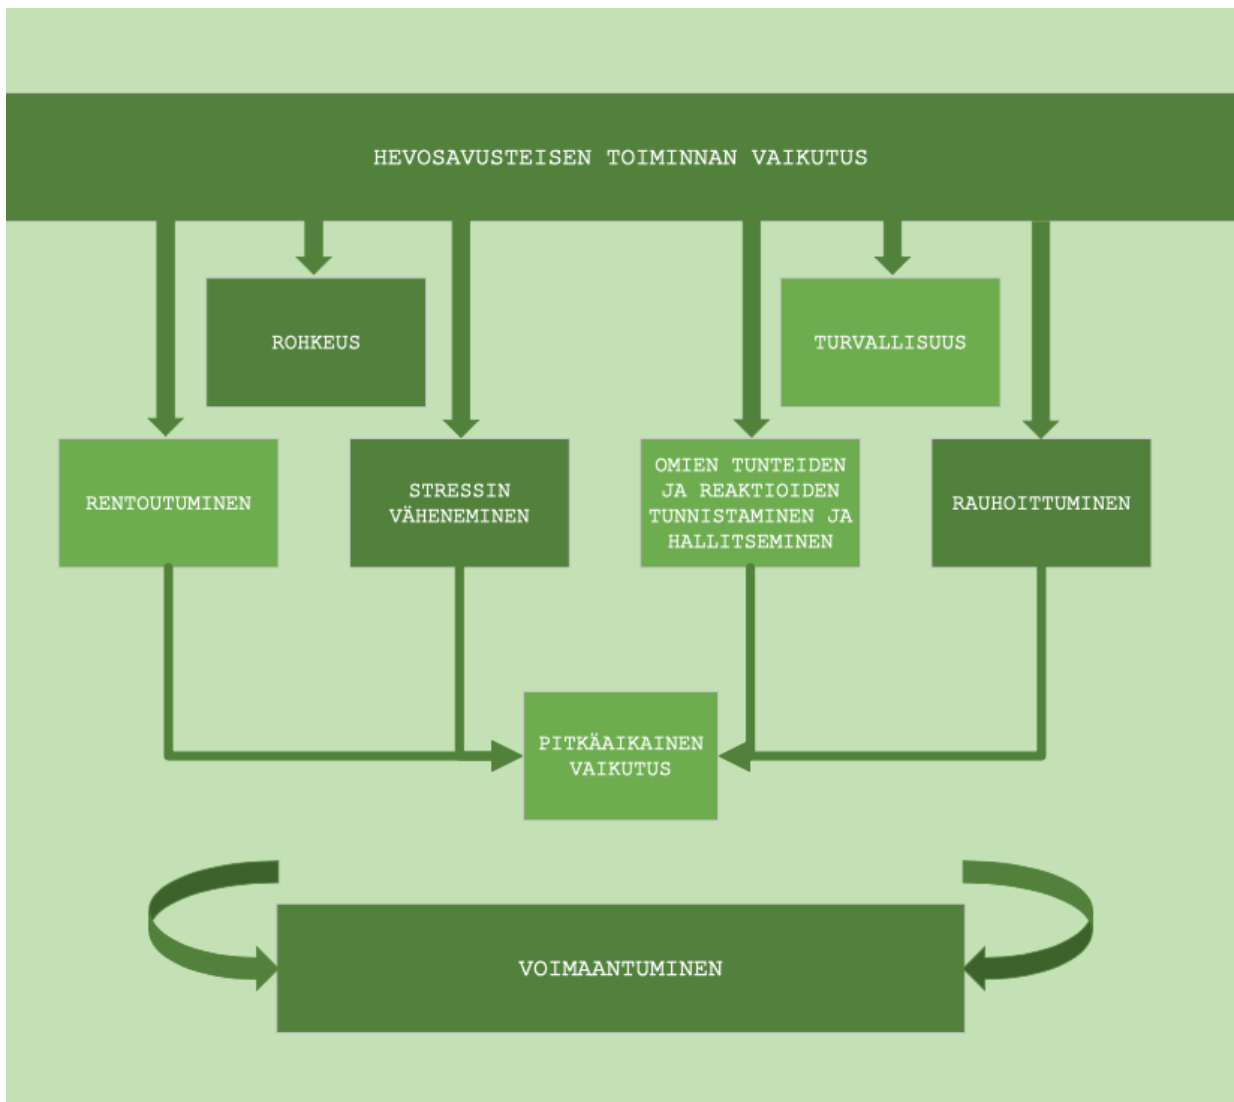 HEVOSAVUSTEISEN TOIMINNAN VAIKUTUS
ROHKEUS
TURVALLISUUS
RENTOUTUMINEN
STRESSIN
VÄHENEMINEN
OMIEN TUNTEIDEN
JA REAKTIOIDEN
TUNNISTAMINEN JA
HALLITSEMINEN
RAUHOITTUMINEN
PITKÄAIKAINEN
VAIKUTUS
VOIMAANTUMINEN